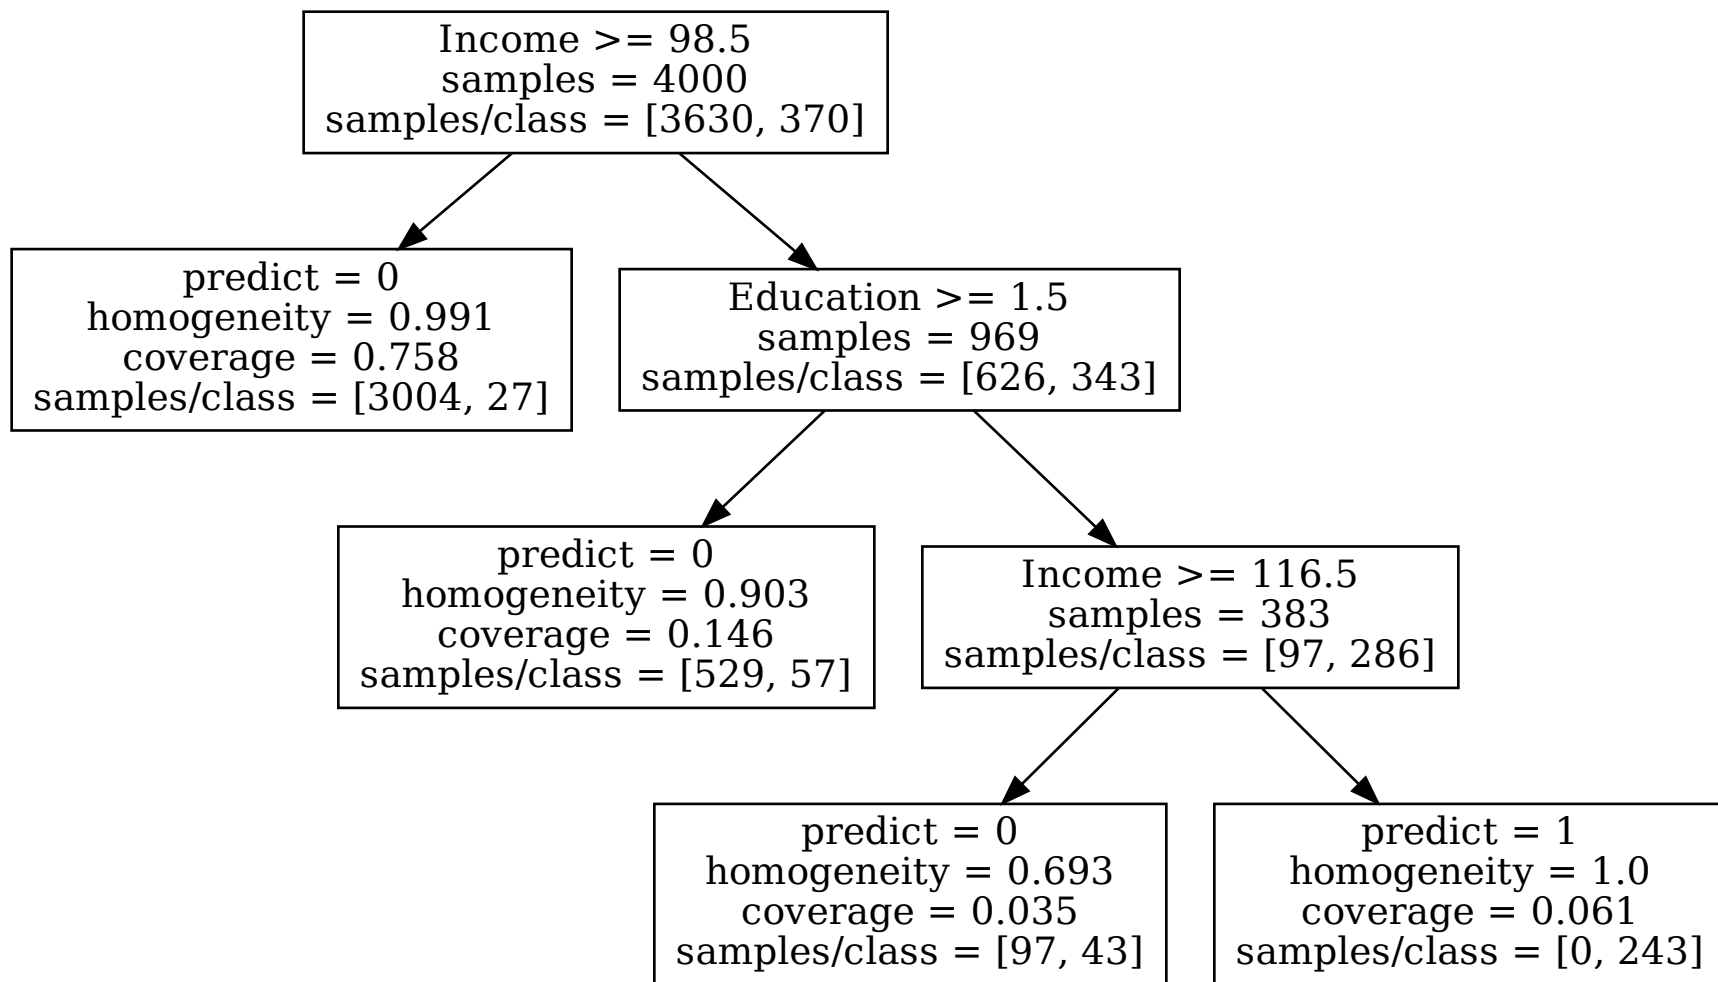 Income >= 98.5
samples = 4000
samples/class = [3630, 370]
predict = 0
homogeneity = 0.991
coverage = 0.758
samples/class = [3004, 27]
Education >= 1.5
samples = 969
samples/class = [626, 343]
predict = 0
homogeneity = 0.903
coverage = 0.146
samples/class = [529, 57]
Income >= 116.5
samples = 383
samples/class = [97, 286]
predict = 0
homogeneity = 0.693
coverage = 0.035
samples/class = [97, 43]
predict = 1
homogeneity = 1.0
coverage = 0.061
samples/class = [0, 243]